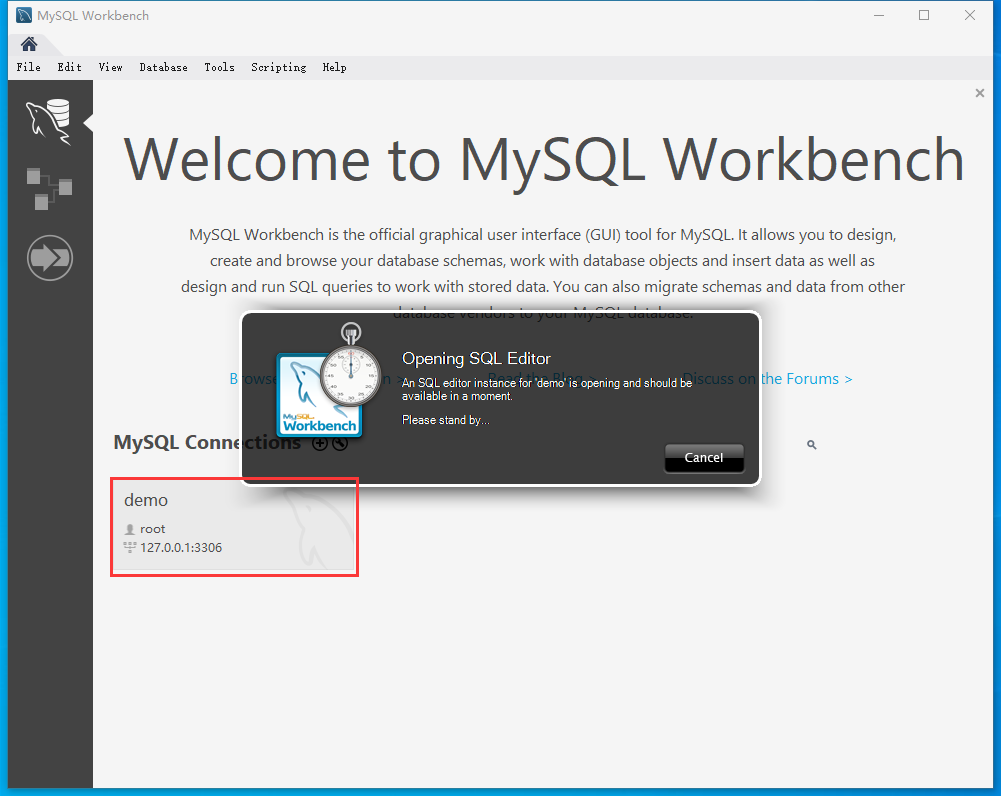 MySQL Workbench
File Edit View Database Tools Scripting Help
Welcome to MySQL Workbench
MySQL Workbench is the official graphical user interface (GUI) tool for MySQL. It allows you to design,
create and browse your database schemas, work with database objects and insert data as well as
design and run SQL queries to work with stored data. You can also migrate schemas and data from other
database vendors to your MySQL database.
Opening SQL Editor
Browse Read the Blog > Discuss on the Forums >
An SQL editor instance for 'demo' is opening and should be
available in a moment.
Please stand by...
MySQL
Workbench
MySQL Connections
Cancel
demo
root
127.0.0.1:3306